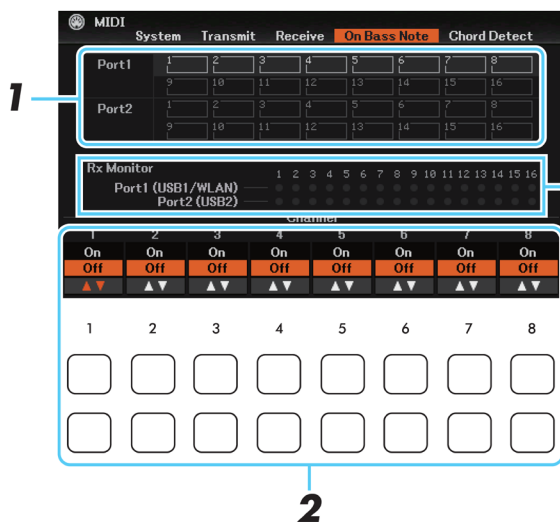 MIDI
System Transmit Receive On Bass Note Chord Detect
Port1 1 2 3 4 5 6 7 8
9 10 11 12 13 14 15 16
Port2 1 2 3 4 5 6 7 8
9 10 11 12 13 14 15 16
1
Rx Monitor 1 2 3 4 5 6 7 8 9 10 11 12 13 14 15 16
Port1 (USB1/WLAN)
Port2 (USB2)
Channel
1 2 3 4 5 6 7 8
On On On On On On On On
Off Off Off Off Off Off Off Off
▲▼ ▲▼ ▲▼ ▲▼ ▲▼ ▲▼ ▲▼ ▲▼
1 2 3 4 5 6 7 8
2